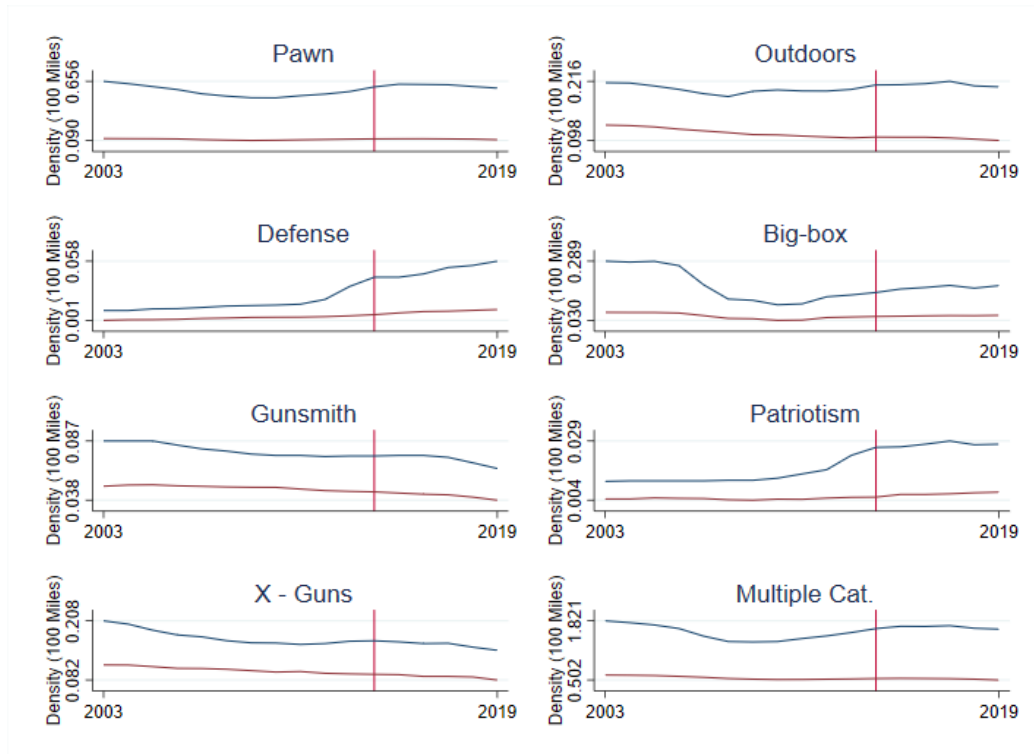 Pawn
Density (100 Miles)
0.656
0.090
2003
2019
Outdoors
Density (100 Miles)
0.216
0.098
2003
2019
Defense
Density (100 Miles)
0.058
0.001
2003
2019
Big-box
Density (100 Miles)
0.289
0.030
2003
2019
Gunsmith
Density (100 Miles)
0.087
0.038
2003
2019
Patriotism
Density (100 Miles)
0.029
0.004
2003
2019
X - Guns
Density (100 Miles)
0.208
0.082
2003
2019
Multiple Cat.
Density (100 Miles)
1.821
0.502
2003
2019